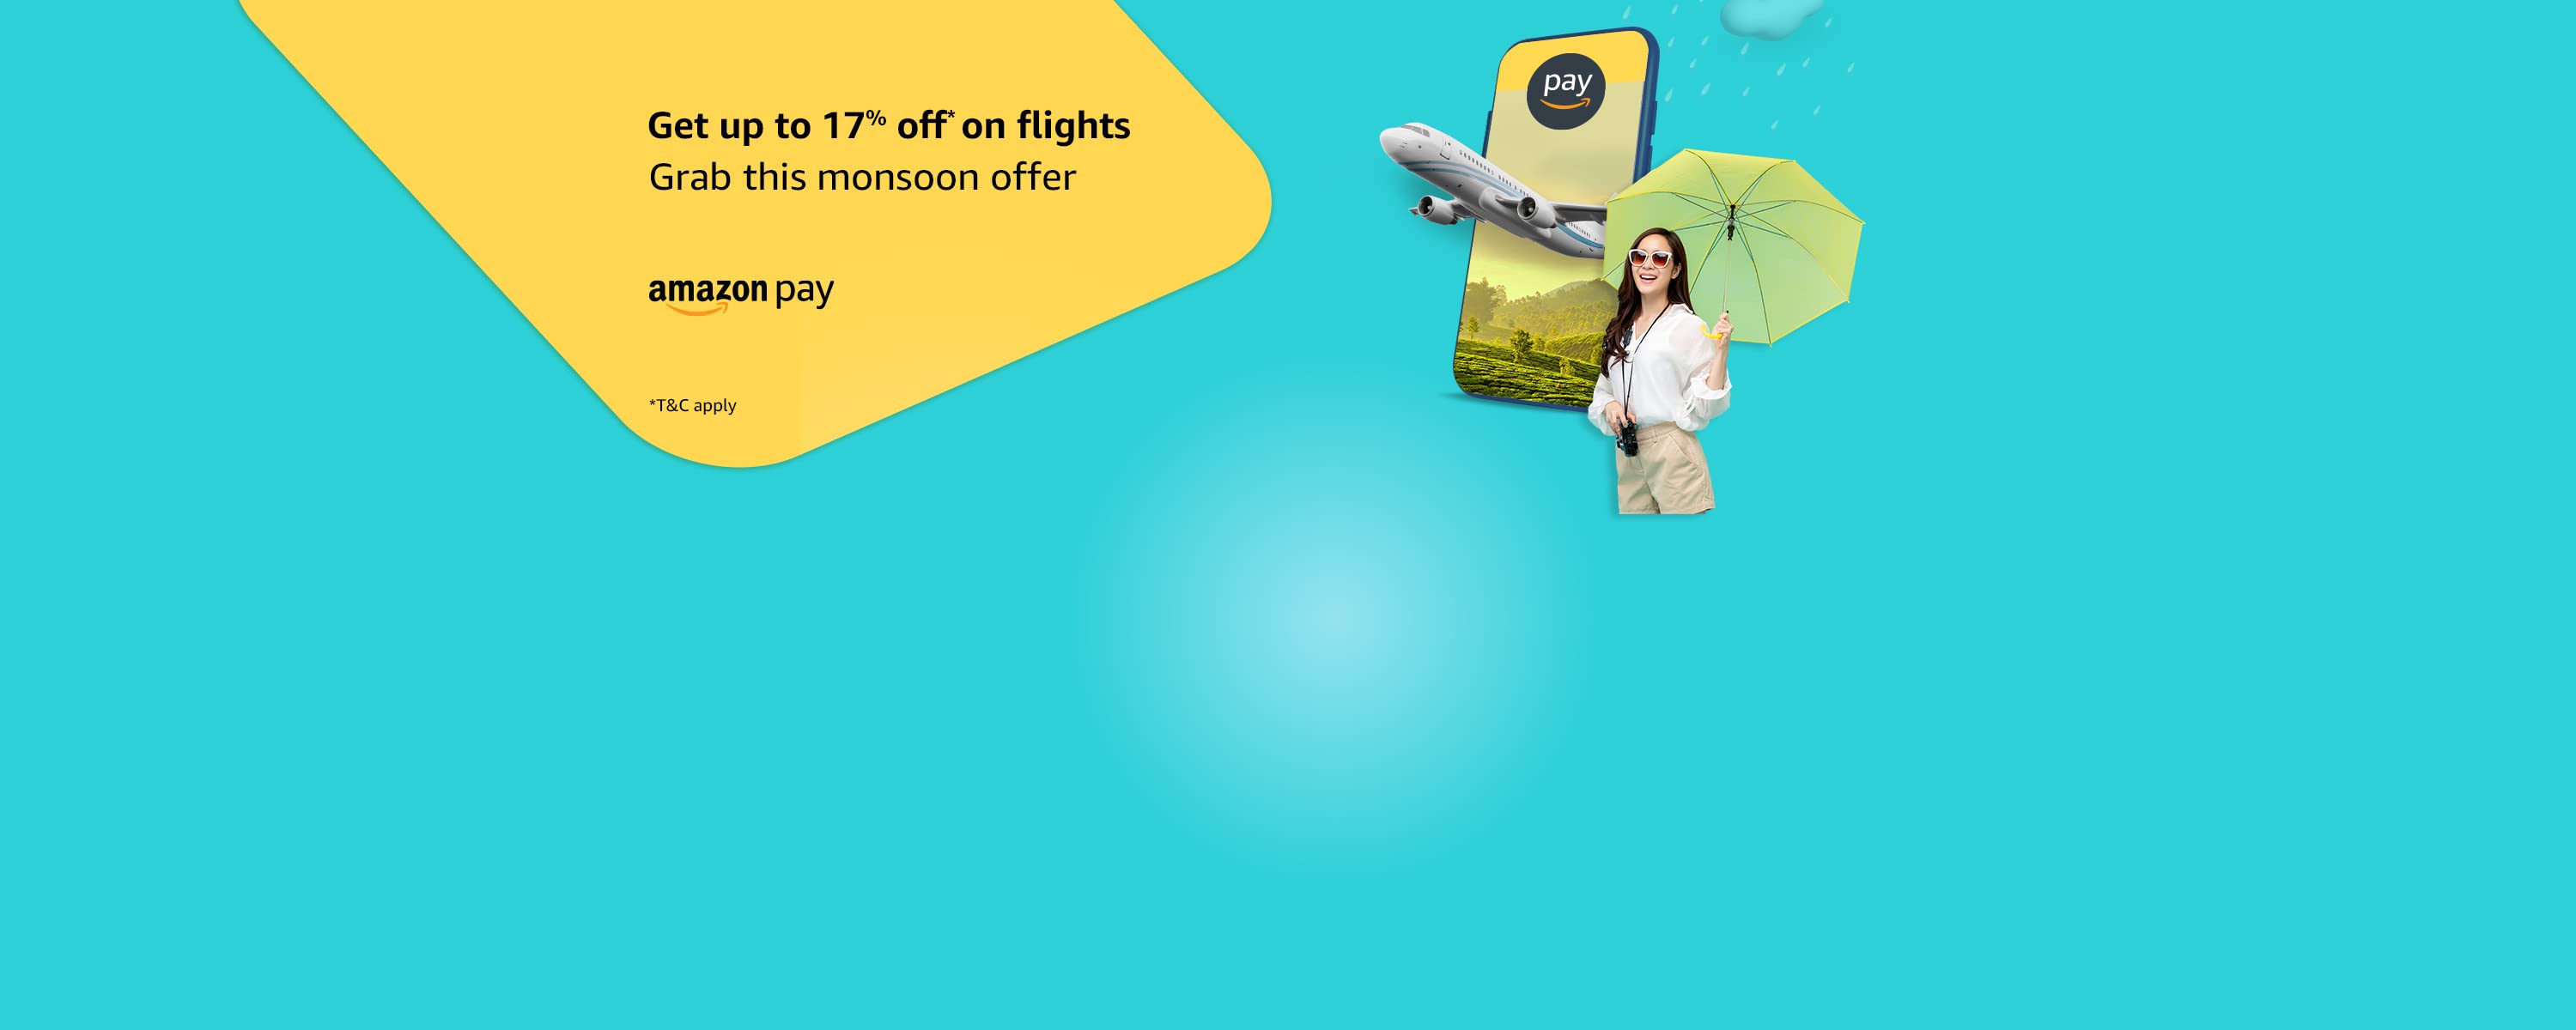 Get up to 17% off* on flights
Grab this monsoon offer
amazon pay
*T&C apply
pay